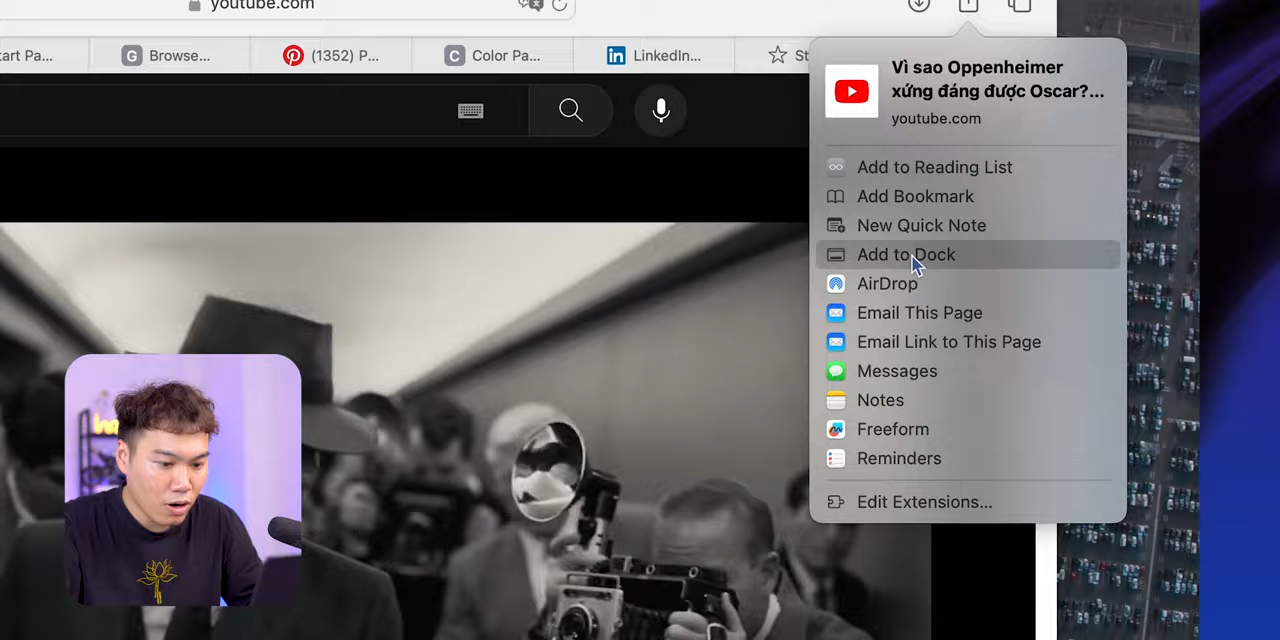 youtube.com
art Pa...
G Browse...
(1352) P...
C Color Pa...
in LinkedIn...
St
Vì sao Oppenheimer
xứng đáng được Oscar?...
youtube.com
Add to Reading List
Add Bookmark
New Quick Note
Add to Dock
AirDrop
Email This Page
Email Link to This Page
Messages
Notes
Freeform
Reminders
Edit Extensions...